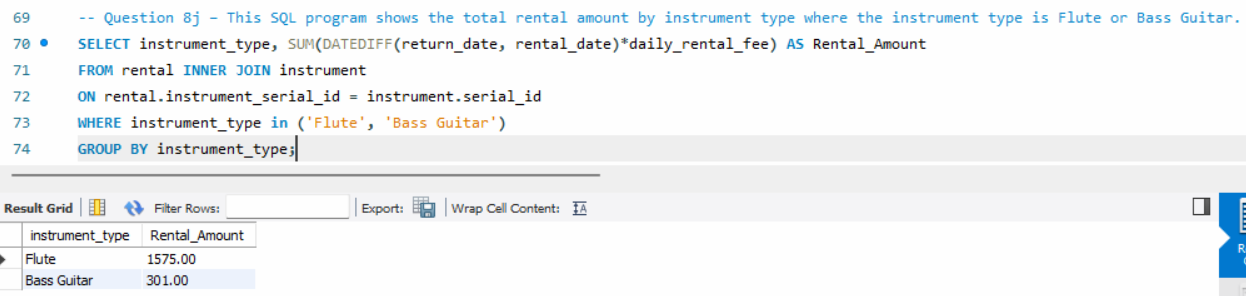 69 -- Question 8j – This SQL program shows the total rental amount by instrument type where the instrument type is Flute or Bass Guitar.
70 SELECT instrument_type, SUM(DATEDIFF(return_date, rental_date)*daily_rental_fee) AS Rental_Amount
71 FROM rental INNER JOIN instrument
72 ON rental.instrument_serial_id = instrument.serial_id
73 WHERE instrument_type in ('Flute', 'Bass Guitar')
74 GROUP BY instrument_type;
Result Grid Filter Rows: Export: Wrap Cell Content: IA
instrument_type Rental_Amount
Flute 1575.00
Bass Guitar 301.00